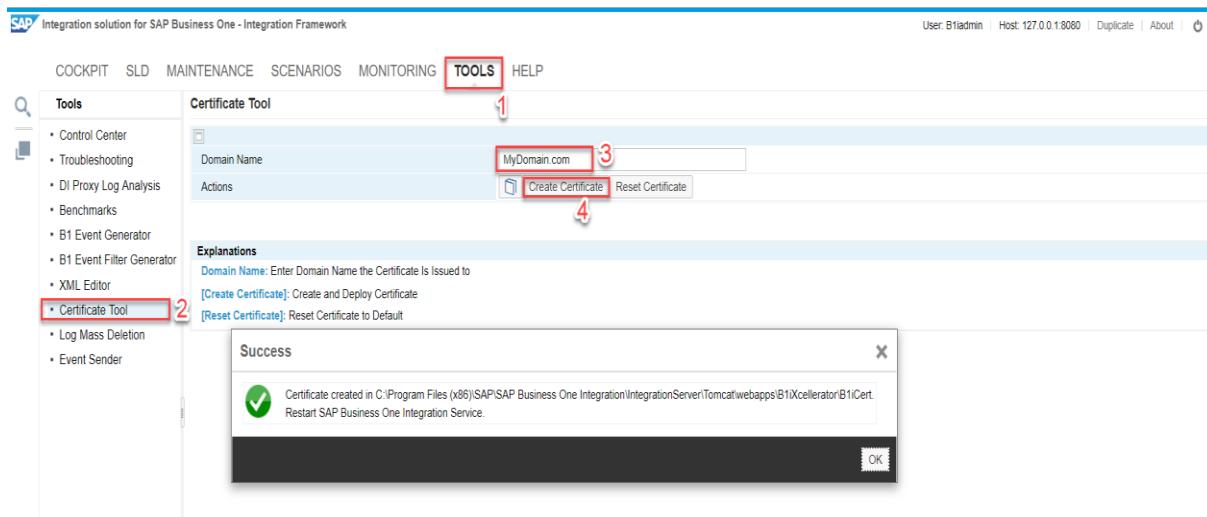 SAP Integration solution for SAP Business One - Integration Framework
User: B1iadmin | Host: 127.0.0.1:8080 | Duplicate | About |
COCKPIT SLD MAINTENANCE SCENARIOS MONITORING TOOLS HELP
1
Tools
• Control Center
• Troubleshooting
• DI Proxy Log Analysis
• Benchmarks
• B1 Event Generator
• B1 Event Filter Generator
• XML Editor
• Certificate Tool 2
• Log Mass Deletion
• Event Sender
Certificate Tool
Domain Name MyDomain.com 3
Actions Create Certificate Reset Certificate
4
Explanations
Domain Name: Enter Domain Name the Certificate Is Issued to
[Create Certificate]: Create and Deploy Certificate
[Reset Certificate]: Reset Certificate to Default
Success
Certificate created in C:\Program Files (x86)\SAP\SAP Business One Integration\IntegrationServer\Tomcat\webapps\B1iXcellerator\B1iCert.
Restart SAP Business One Integration Service.
OK